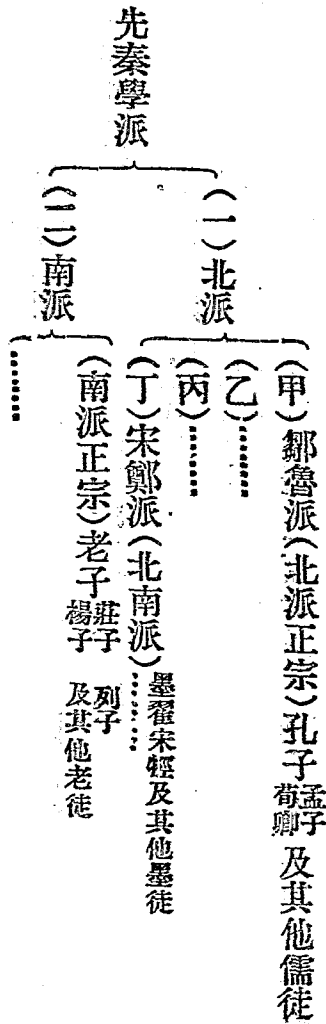 先秦學派
(一)北派
(甲)鄒魯派(北派正宗)孔子 孟子 荀卿 及其他儒徒
(乙)………
(丙)………
(丁)宋鄭派(北南派)墨翟宋牼及其他墨徒………
(二)南派
(南派正宗)老子 莊子 列子 楊子 及其他老徒
………